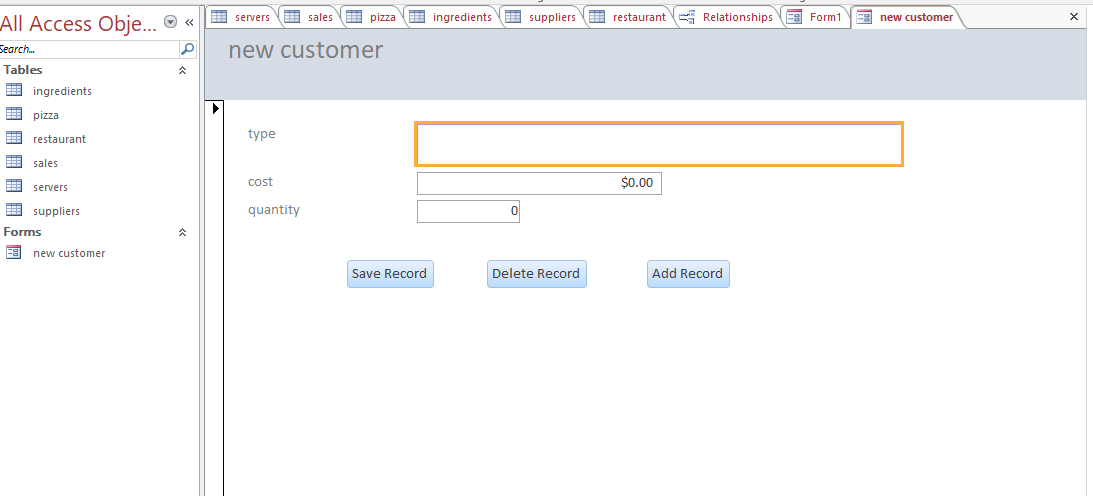 All Access Obje... «
Search...
Tables
ingredients
pizza
restaurant
sales
servers
suppliers
Forms
new customer
servers sales pizza ingredients suppliers restaurant Relationships Form1 new customer ×
new customer
type
cost $0.00
quantity 0
Save Record Delete Record Add Record